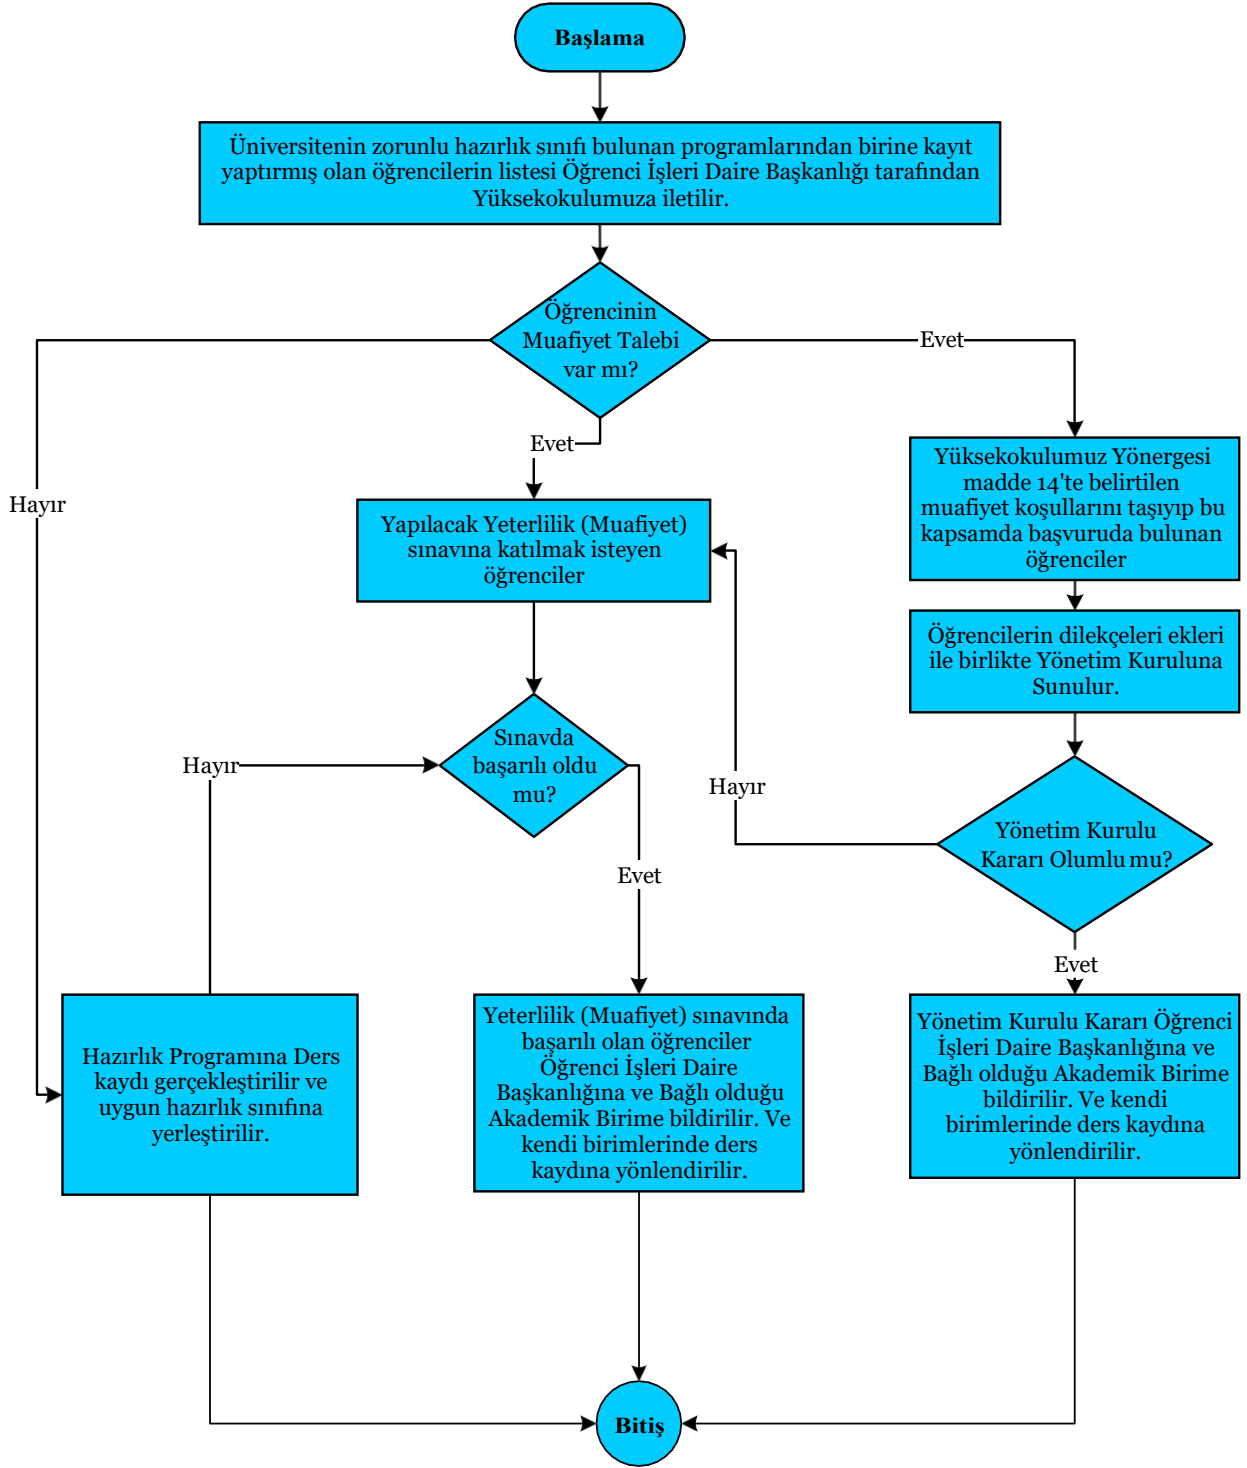 Başlama
Üniversitenin zorunlu hazırlık sınıfı bulunan programlarından birine kayıt
yaptırmış olan öğrencilerin listesi Öğrenci İşleri Daire Başkanlığı tarafından
Yüksekokulumuza iletilir.
Öğrencinin
Muafiyet Talebi
var mı?
Evet
Evet
Hayır
Yüksekokulumuz Yönergesi
madde 14'te belirtilen
muafiyet koşullarını taşıyıp bu
kapsamda başvuruda bulunan
öğrenciler
Yapılacak Yeterlilik (Muafiyet)
sınavına katılmak isteyen
öğrenciler
Öğrencilerin dilekçeleri ekleri
ile birlikte Yönetim Kuruluna
Sunulur.
Sınavda
başarılı oldu
mu?
Hayır
Hayır
Evet
Yönetim Kurulu
Kararı Olumlu mu?
Evet
Hazırlık Programına Ders
kaydı gerçekleştirilir ve
uygun hazırlık sınıfına
yerleştirilir.
Yeterlilik (Muafiyet) sınavında
başarılı olan öğrenciler
Öğrenci İşleri Daire
Başkanlığına ve Bağlı olduğu
Akademik Birime bildirilir. Ve
kendi birimlerinde ders
kaydına yönlendirilir.
Yönetim Kurulu Kararı Öğrenci
İşleri Daire Başkanlığına ve
Bağlı olduğu Akademik Birime
bildirilir. Ve kendi
birimlerinde ders kaydına
yönlendirilir.
Bitiş